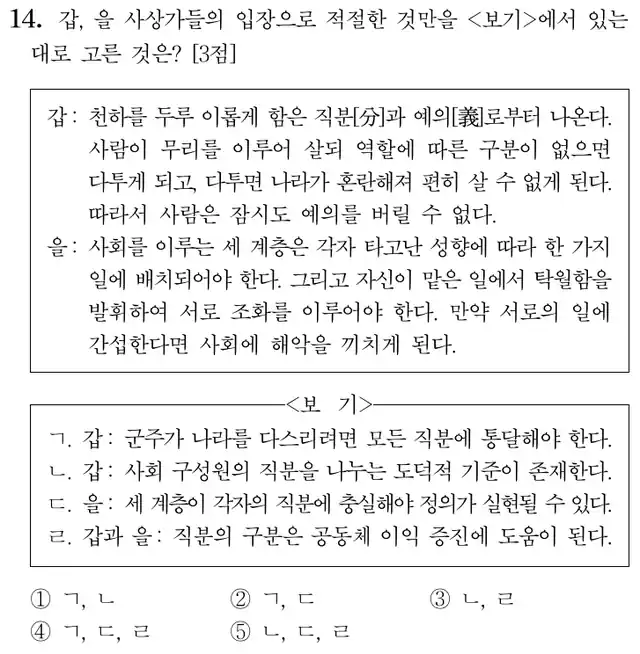 14. 갑, 을 사상가들의 입장으로 적절한 것만을 <보기>에서 있는
대로 고른 것은? [3점]
갑 : 천하를 두루 이롭게 함은 직분[分]과 예의[義]로부터 나온다.
사람이 무리를 이루어 살되 역할에 따른 구분이 없으면
다투게 되고, 다투면 나라가 혼란해져 편히 살 수 없게 된다.
따라서 사람은 잠시도 예의를 버릴 수 없다.
을 : 사회를 이루는 세 계층은 각자 타고난 성향에 따라 한 가지
일에 배치되어야 한다. 그리고 자신이 맡은 일에서 탁월함을
발휘하여 서로 조화를 이루어야 한다. 만약 서로의 일에
간섭한다면 사회에 해악을 끼치게 된다.
<보 기>
ㄱ. 갑 : 군주가 나라를 다스리려면 모든 직분에 통달해야 한다.
ㄴ. 갑 : 사회 구성원의 직분을 나누는 도덕적 기준이 존재한다.
ㄷ. 을 : 세 계층이 각자의 직분에 충실해야 정의가 실현될 수 있다.
ㄹ. 갑과 을 : 직분의 구분은 공동체 이익 증진에 도움이 된다.
① ㄱ, ㄴ ② ㄱ, ㄷ ③ ㄴ, ㄹ
④ ㄱ, ㄷ, ㄹ ⑤ ㄴ, ㄷ, ㄹ